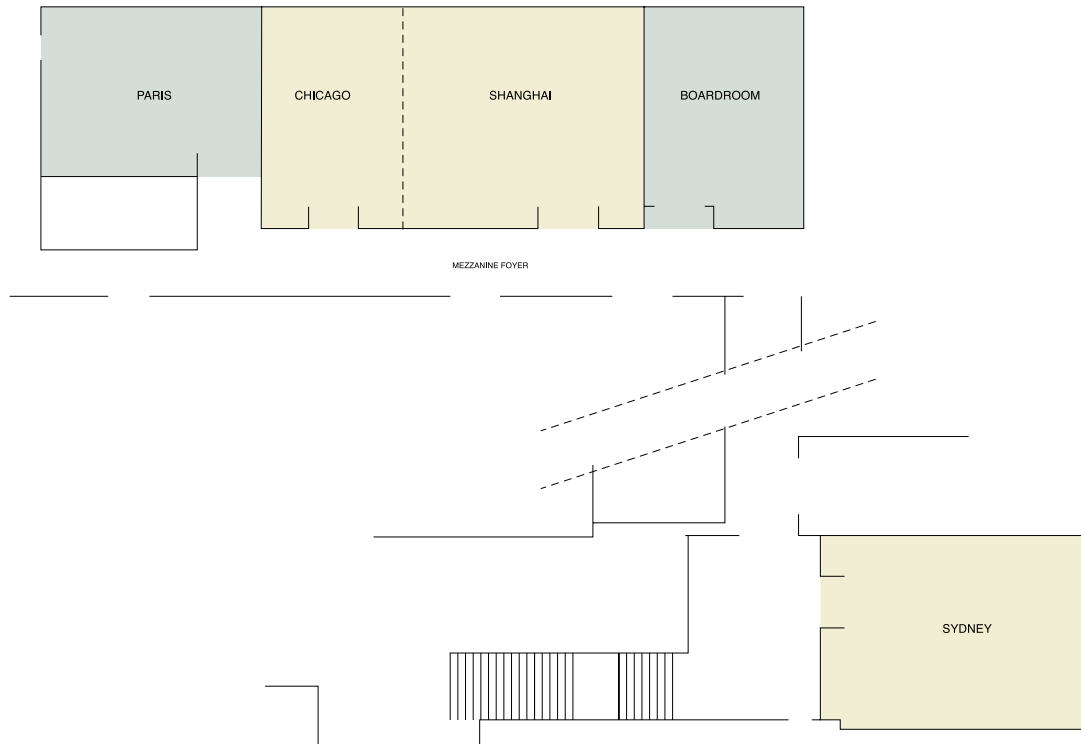 PARIS
CHICAGO
SHANGHAI
BOARDROOM
MEZZANINE FOYER
SYDNEY